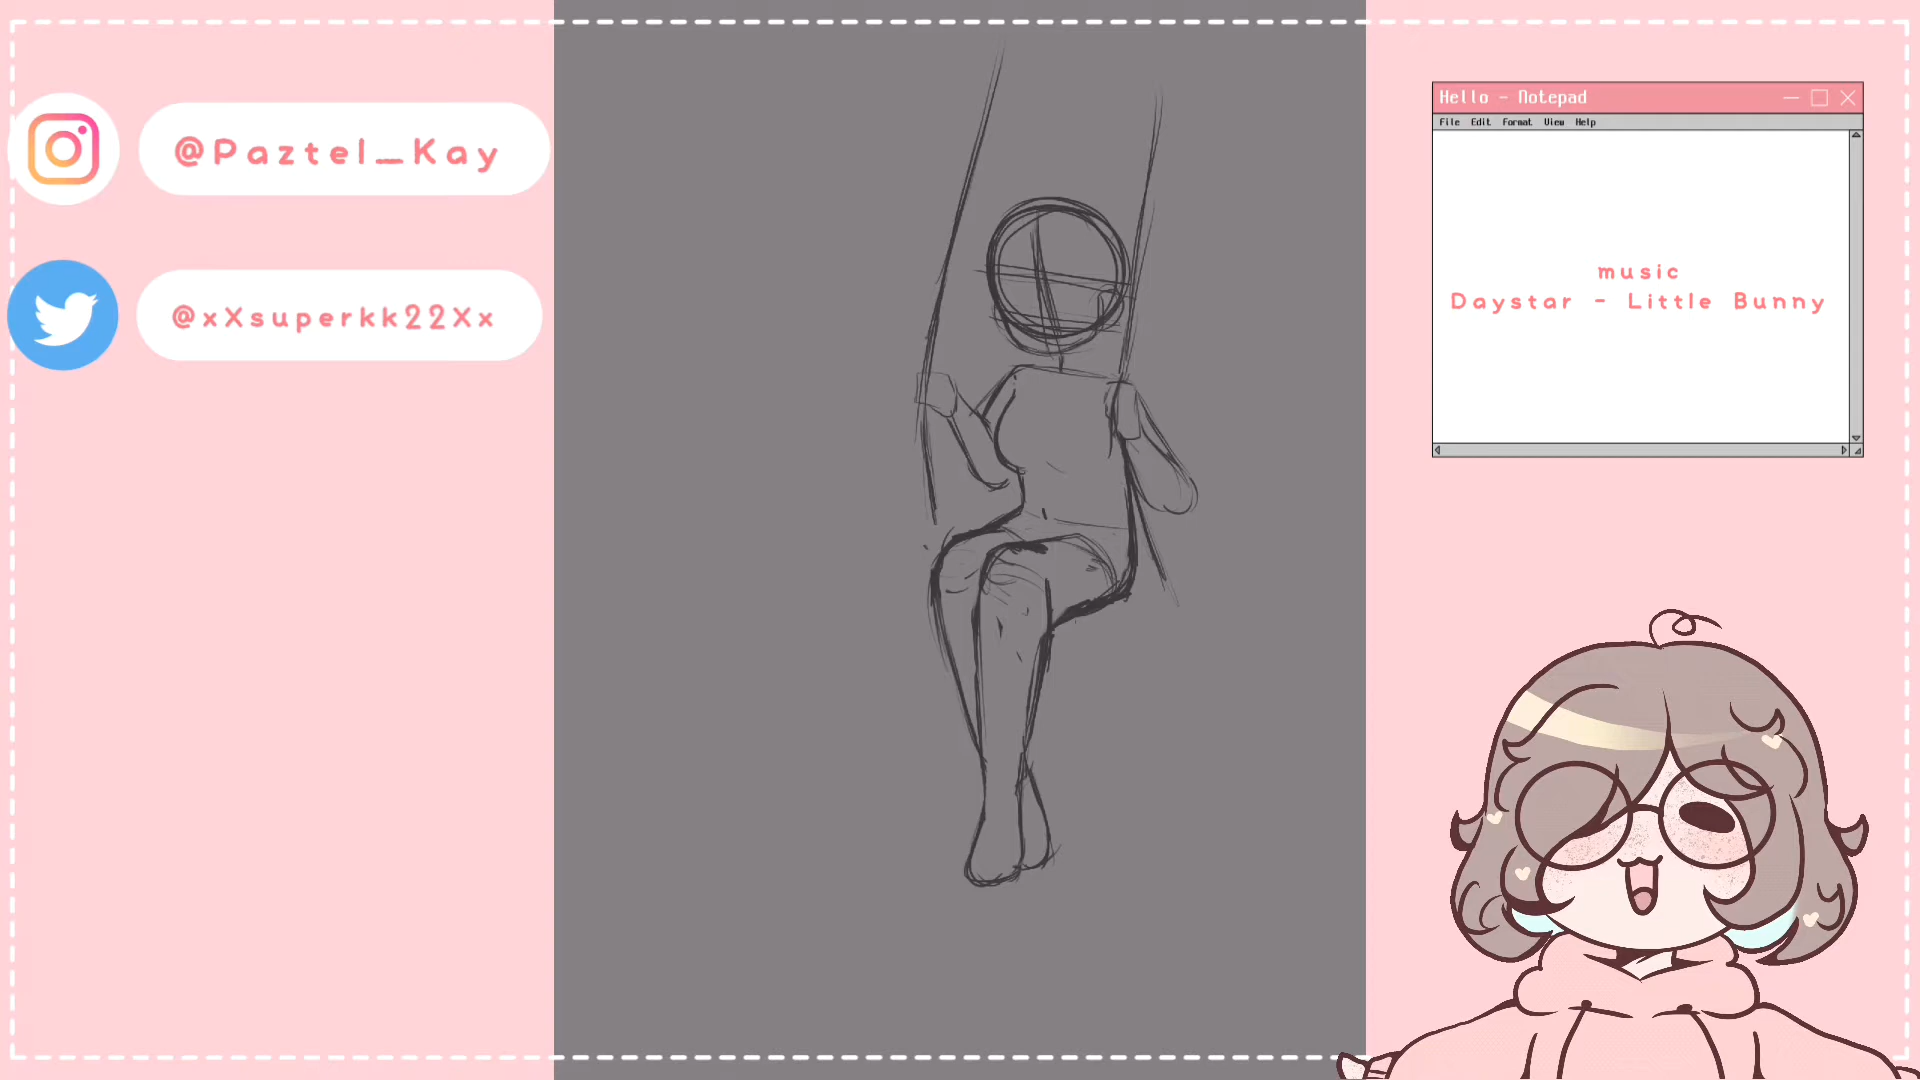 @Paztel_Kay
@xXsuperkk22Xx
Hello - Notepad
File Edit Format View Help
music
Daystar - Little Bunny